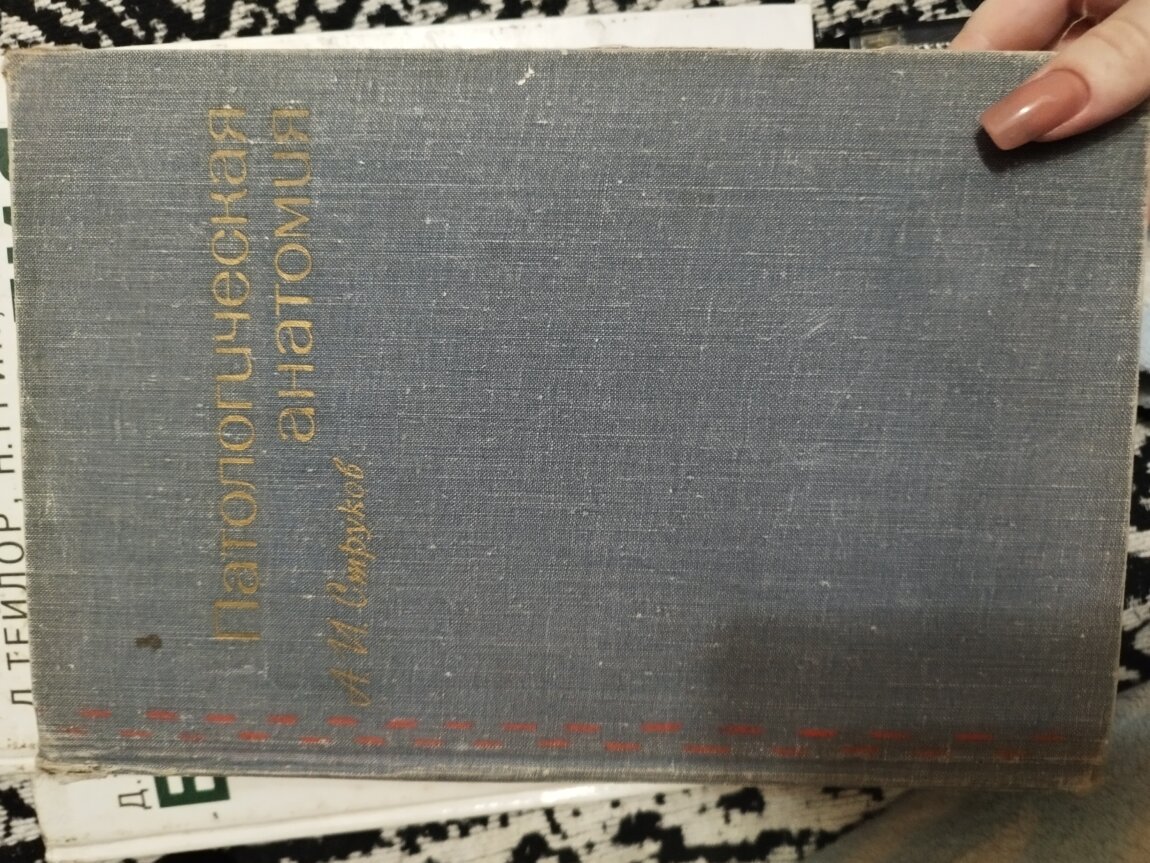 Патологическая
анатомия
А. И. Струков
Д. ТЕЙЛОР, Н.